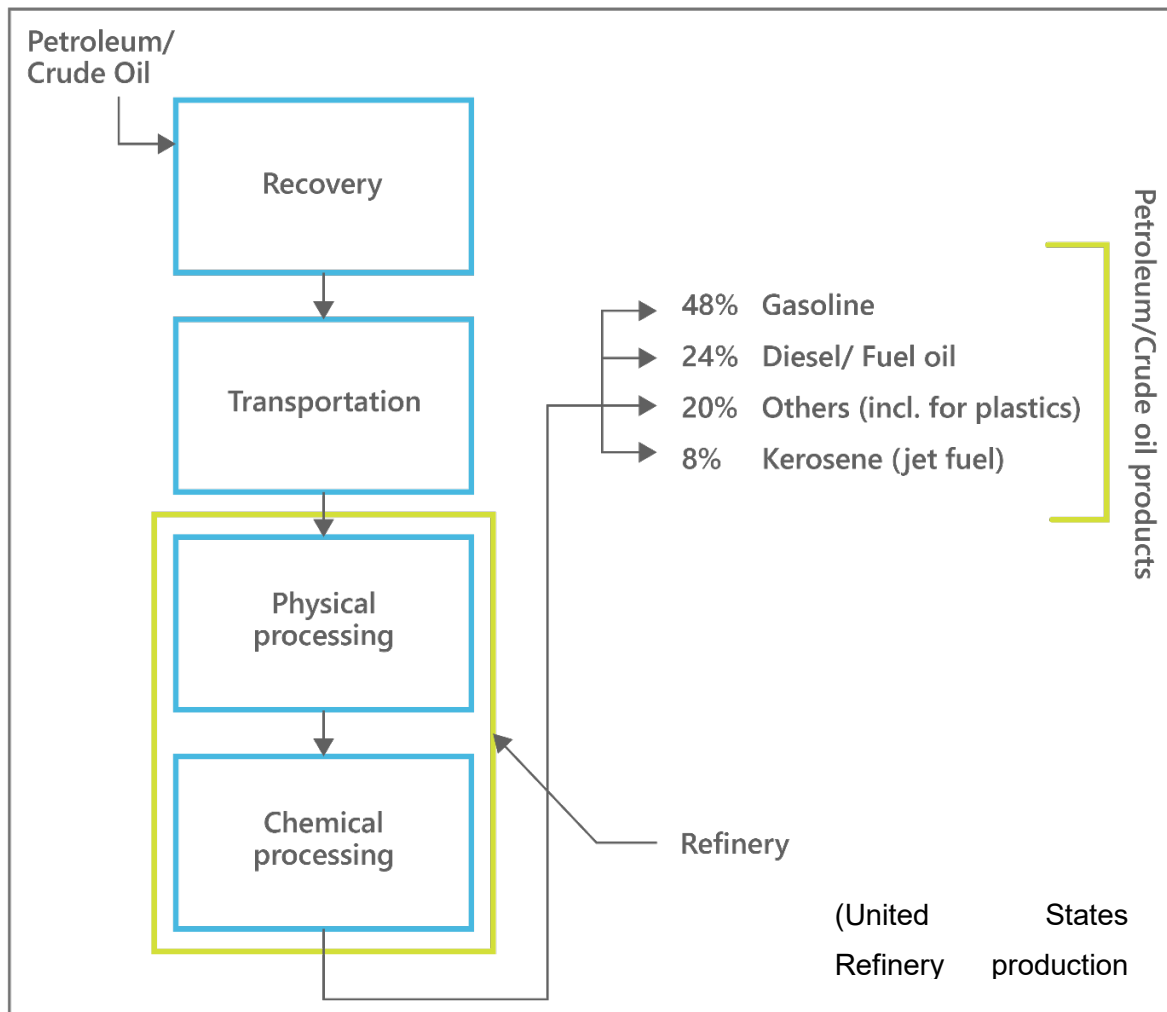 Petroleum/
Crude Oil
Recovery
Transportation
Physical
processing
Chemical
processing
48% Gasoline
24% Diesel/ Fuel oil
20% Others (incl. for plastics)
8% Kerosene (jet fuel)
Petroleum/Crude oil products
Refinery
(United States
Refinery production